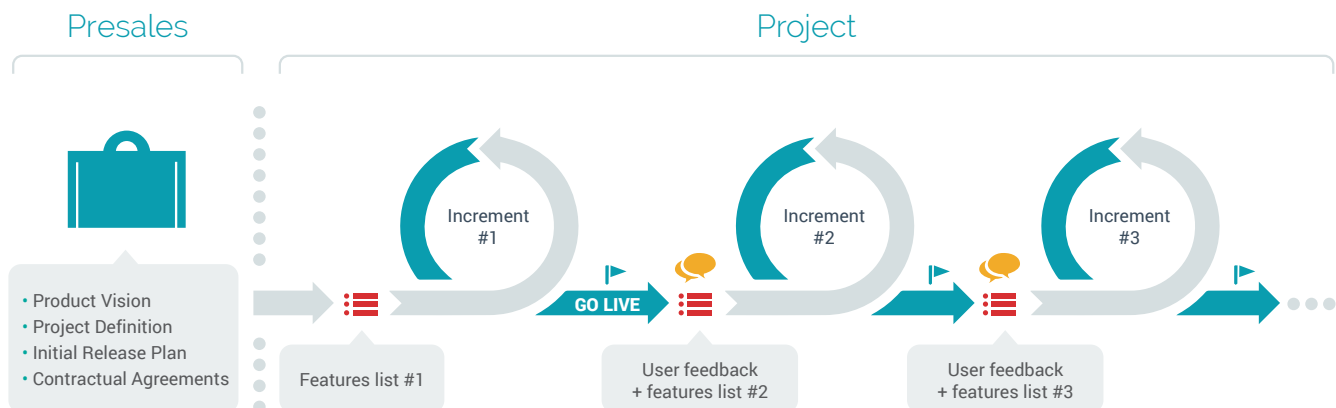 Presales
Project
Increment
#1
Increment
#2
Increment
#3
GO LIVE
• Product Vision
• Project Definition
• Initial Release Plan
• Contractual Agreements
Features list #1
User feedback
+ features list #2
User feedback
+ features list #3